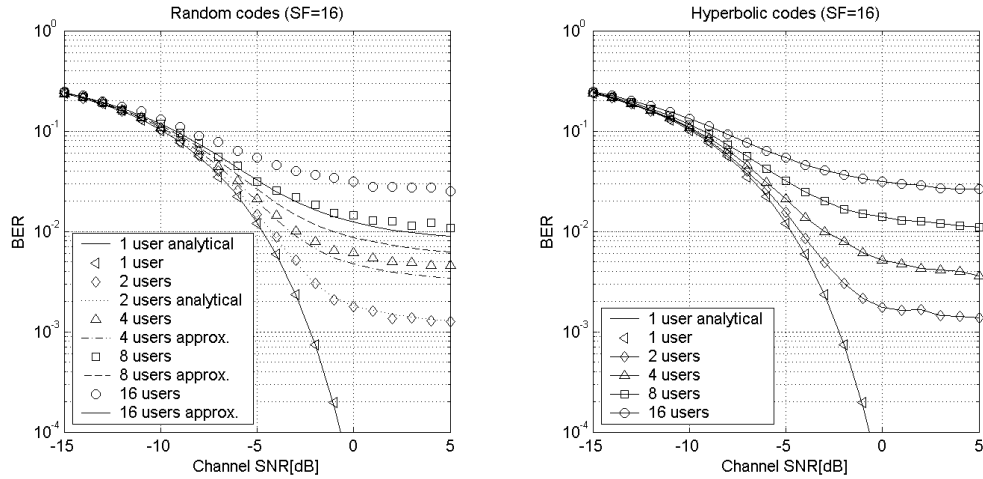 Random codes (SF=16)
10^0
10^-1
10^-2
10^-3
10^-4
BER
1 user analytical
1 user
2 users
2 users analytical
4 users
4 users approx.
8 users
8 users approx.
16 users
16 users approx.
-15
-10
-5
0
5
Channel SNR[dB]
Hyperbolic codes (SF=16)
10^0
10^-1
10^-2
10^-3
10^-4
BER
1 user analytical
1 user
2 users
4 users
8 users
16 users
-15
-10
-5
0
5
Channel SNR[dB]